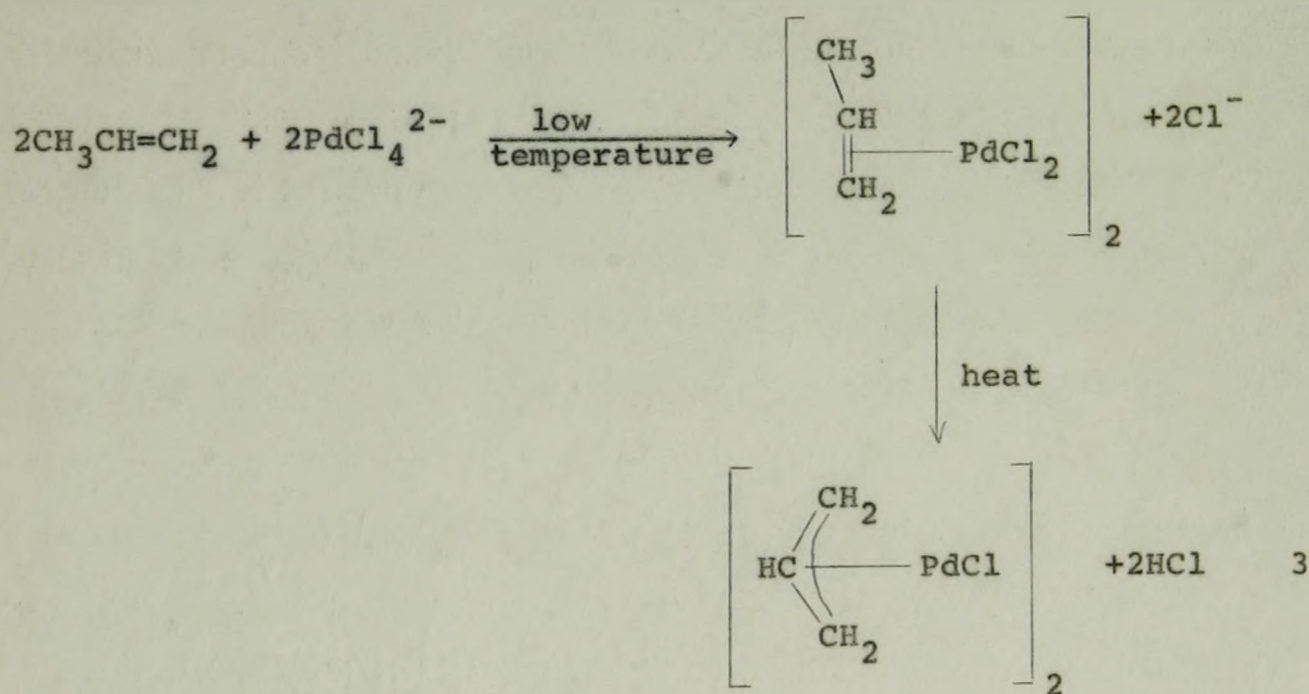 CH3
2CH3CH=CH2 + 2PdCl4 2- low temperature CH PdCl2 +2Cl-
CH2
2
heat
CH2
HC PdCl +2HCl 3
CH2
2